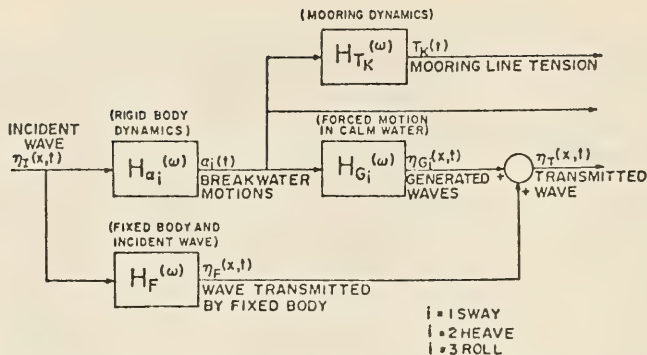 (MOORING DYNAMICS)
H_{T_K}(ω)
T_K(t)
MOORING LINE TENSION
INCIDENT
WAVE
η_I(x,t)
(RIGID BODY
DYNAMICS)
H_{α_i}(ω)
α_i(t)
BREAKWATER
MOTIONS
(FORCED MOTION
IN CALM WATER)
H_{G_i}(ω)
η_{G_i}(x,t)
GENERATED
WAVES
+
+
η_T(x,t)
TRANSMITTED
WAVE
(FIXED BODY AND
INCIDENT WAVE)
H_F(ω)
η_F(x,t)
WAVE TRANSMITTED
BY FIXED BODY
i = 1 SWAY
i = 2 HEAVE
i = 3 ROLL